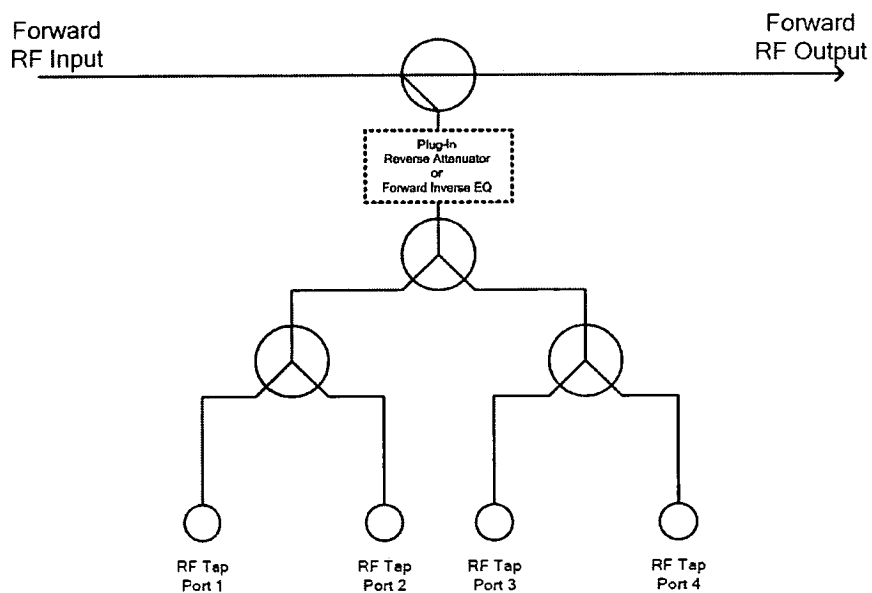 Forward
RF Input
Forward
RF Output
Plug-In
Reverse Attenuator
or
Forward Inverse EQ
RF Tap
Port 1
RF Tap
Port 2
RF Tap
Port 3
RF Tap
Port 4